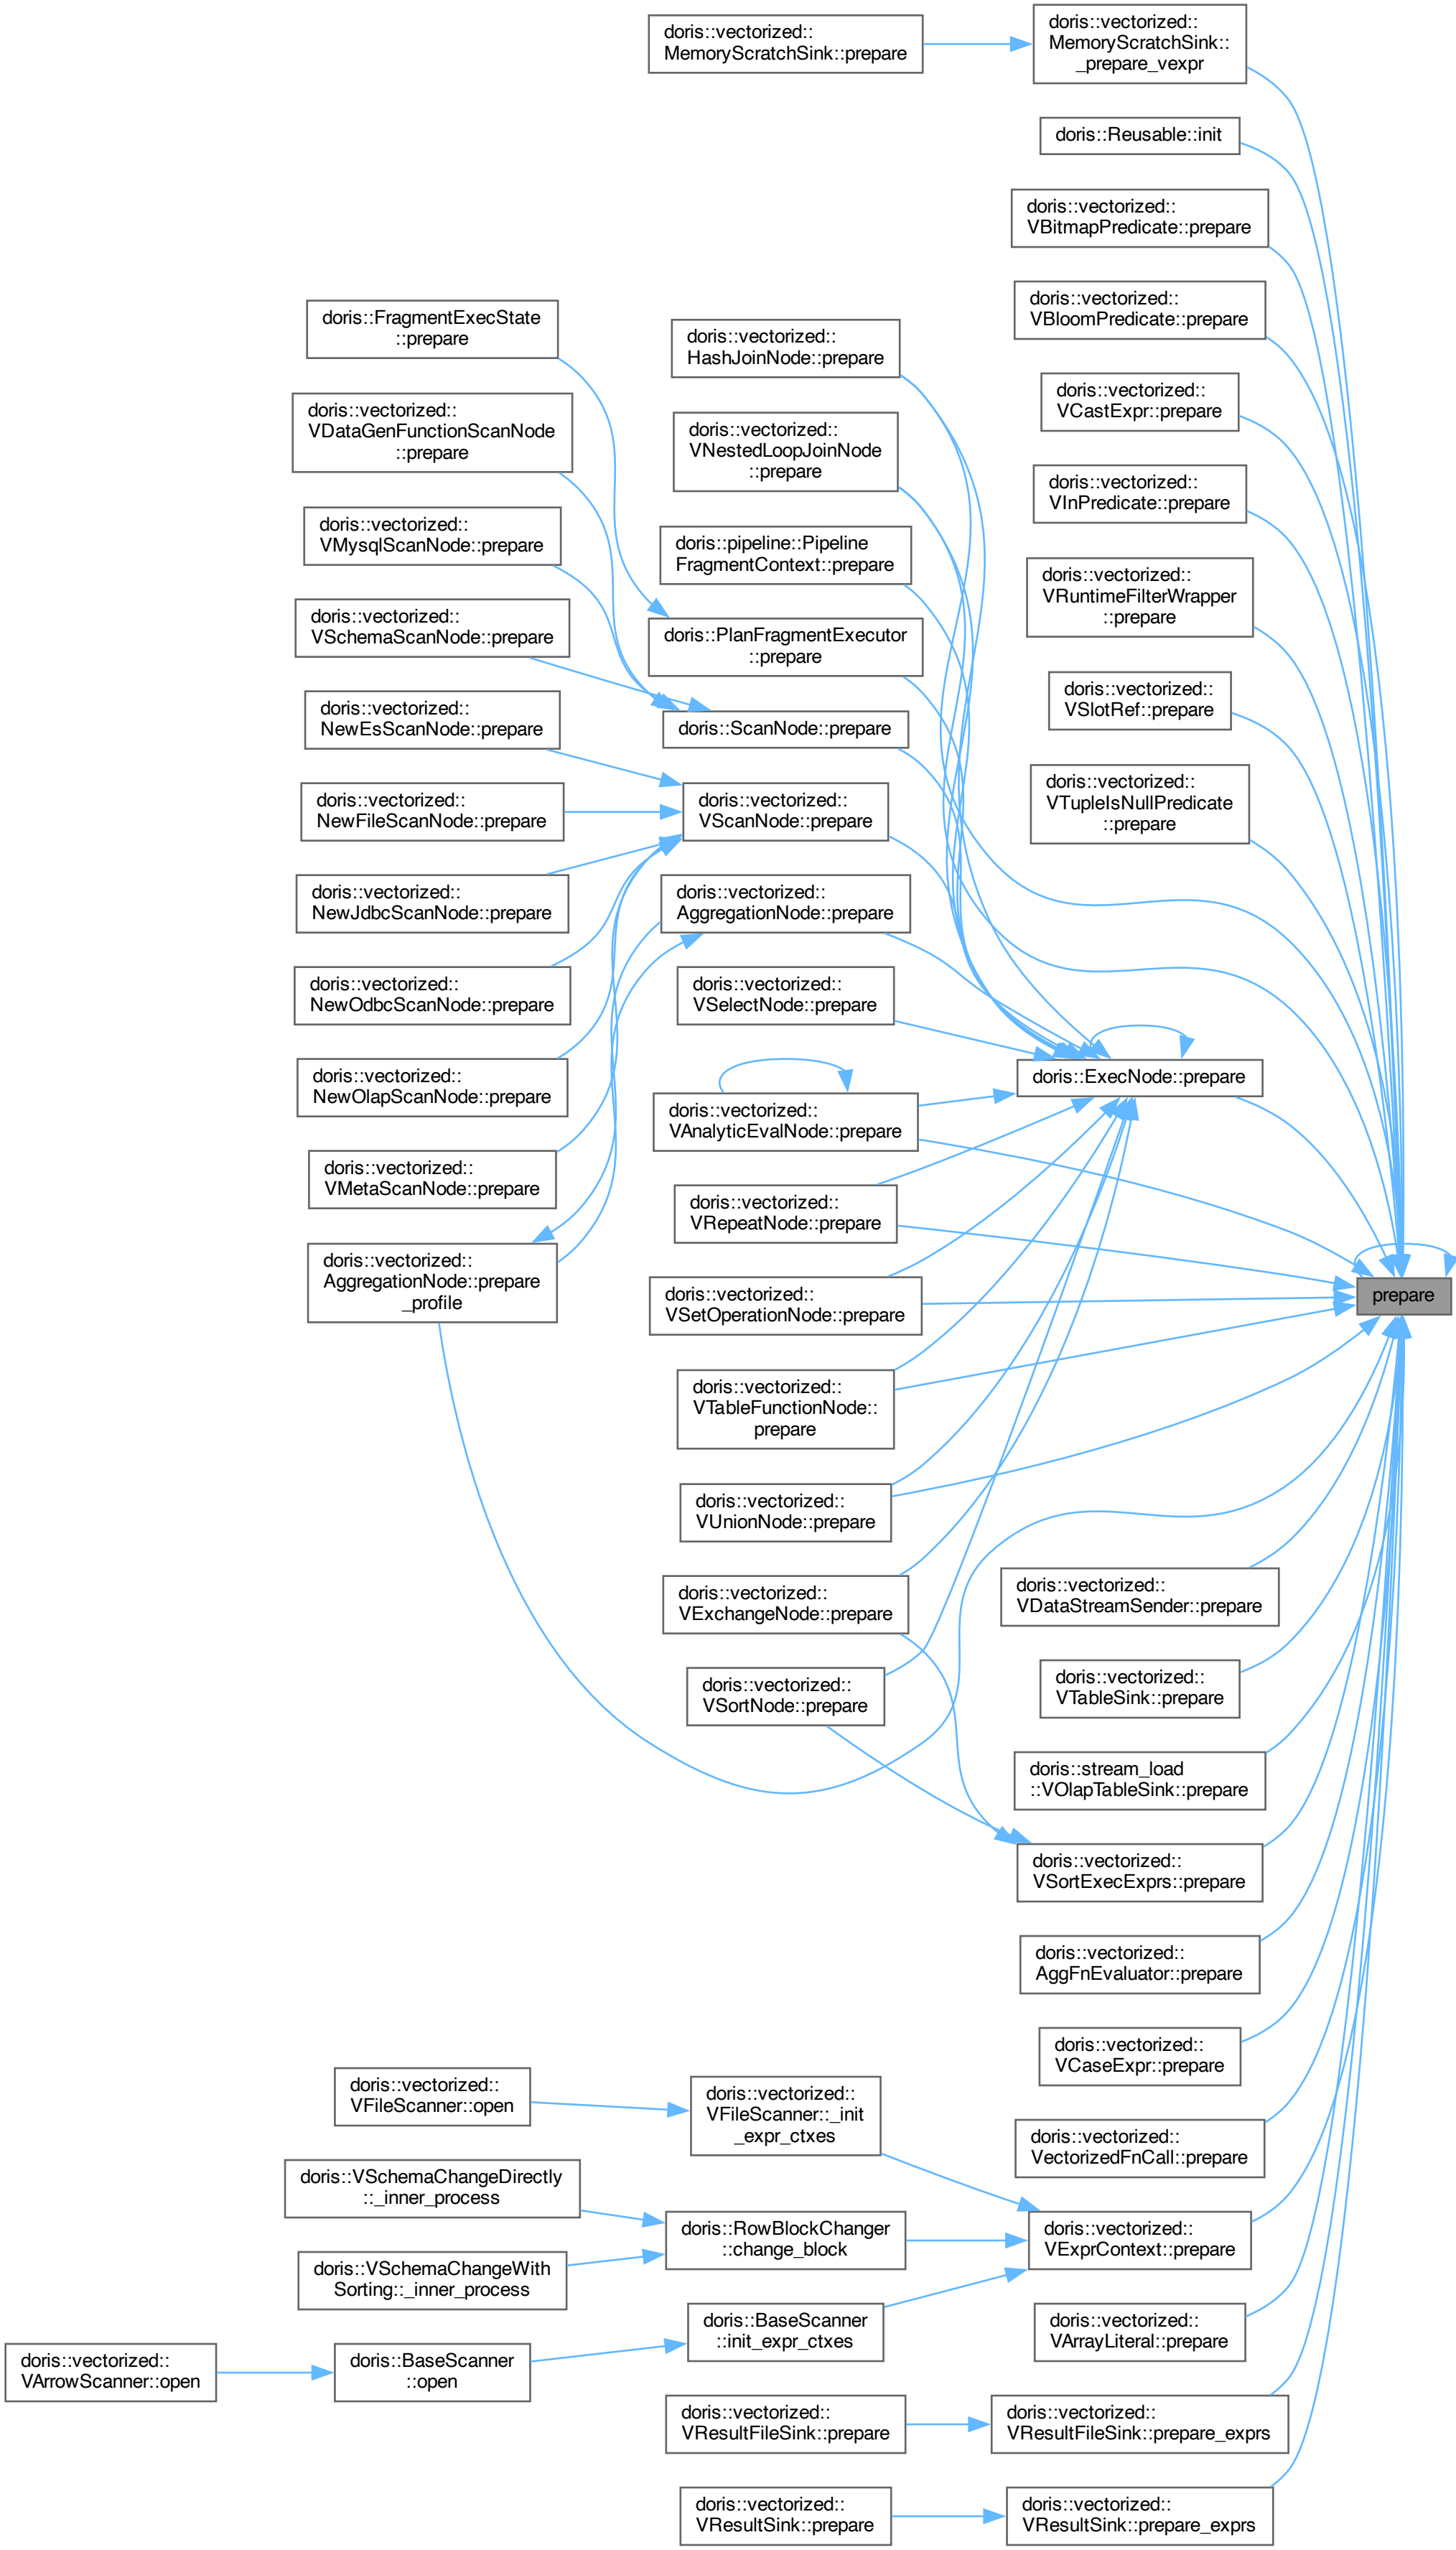 doris::vectorized::
MemoryScratchSink::prepare
doris::vectorized::
MemoryScratchSink::
_prepare_vexpr
doris::Reusable::init
doris::vectorized::
VBitmapPredicate::prepare
doris::vectorized::
VBloomPredicate::prepare
doris::vectorized::
VCastExpr::prepare
doris::vectorized::
VInPredicate::prepare
doris::vectorized::
VRuntimeFilterWrapper
::prepare
doris::vectorized::
VSlotRef::prepare
doris::vectorized::
VTupleIsNullPredicate
::prepare
doris::FragmentExecState
::prepare
doris::vectorized::
VDataGenFunctionScanNode
::prepare
doris::vectorized::
VMysqlScanNode::prepare
doris::vectorized::
VSchemaScanNode::prepare
doris::vectorized::
NewEsScanNode::prepare
doris::vectorized::
NewFileScanNode::prepare
doris::vectorized::
NewJdbcScanNode::prepare
doris::vectorized::
NewOdbcScanNode::prepare
doris::vectorized::
NewOlapScanNode::prepare
doris::vectorized::
VMetaScanNode::prepare
doris::vectorized::
AggregationNode::prepare
_profile
doris::vectorized::
HashJoinNode::prepare
doris::vectorized::
VNestedLoopJoinNode
::prepare
doris::pipeline::Pipeline
FragmentContext::prepare
doris::PlanFragmentExecutor
::prepare
doris::ScanNode::prepare
doris::vectorized::
VScanNode::prepare
doris::vectorized::
AggregationNode::prepare
doris::vectorized::
VSelectNode::prepare
doris::ExecNode::prepare
doris::vectorized::
VAnalyticEvalNode::prepare
doris::vectorized::
VRepeatNode::prepare
doris::vectorized::
VSetOperationNode::prepare
doris::vectorized::
VTableFunctionNode::
prepare
doris::vectorized::
VUnionNode::prepare
doris::vectorized::
VExchangeNode::prepare
doris::vectorized::
VSortNode::prepare
prepare
doris::vectorized::
VDataStreamSender::prepare
doris::vectorized::
VTableSink::prepare
doris::stream_load
::VOlapTableSink::prepare
doris::vectorized::
VSortExecExprs::prepare
doris::vectorized::
AggFnEvaluator::prepare
doris::vectorized::
VCaseExpr::prepare
doris::vectorized::
VectorizedFnCall::prepare
doris::vectorized::
VExprContext::prepare
doris::vectorized::
VArrayLiteral::prepare
doris::vectorized::
VResultFileSink::prepare_exprs
doris::vectorized::
VResultSink::prepare_exprs
doris::vectorized::
VFileScanner::_init
_expr_ctxes
doris::RowBlockChanger
::change_block
doris::BaseScanner
::init_expr_ctxes
doris::vectorized::
VResultFileSink::prepare
doris::vectorized::
VResultSink::prepare
doris::vectorized::
VFileScanner::open
doris::VSchemaChangeDirectly
::_inner_process
doris::VSchemaChangeWith
Sorting::_inner_process
doris::BaseScanner
::open
doris::vectorized::
VArrowScanner::open